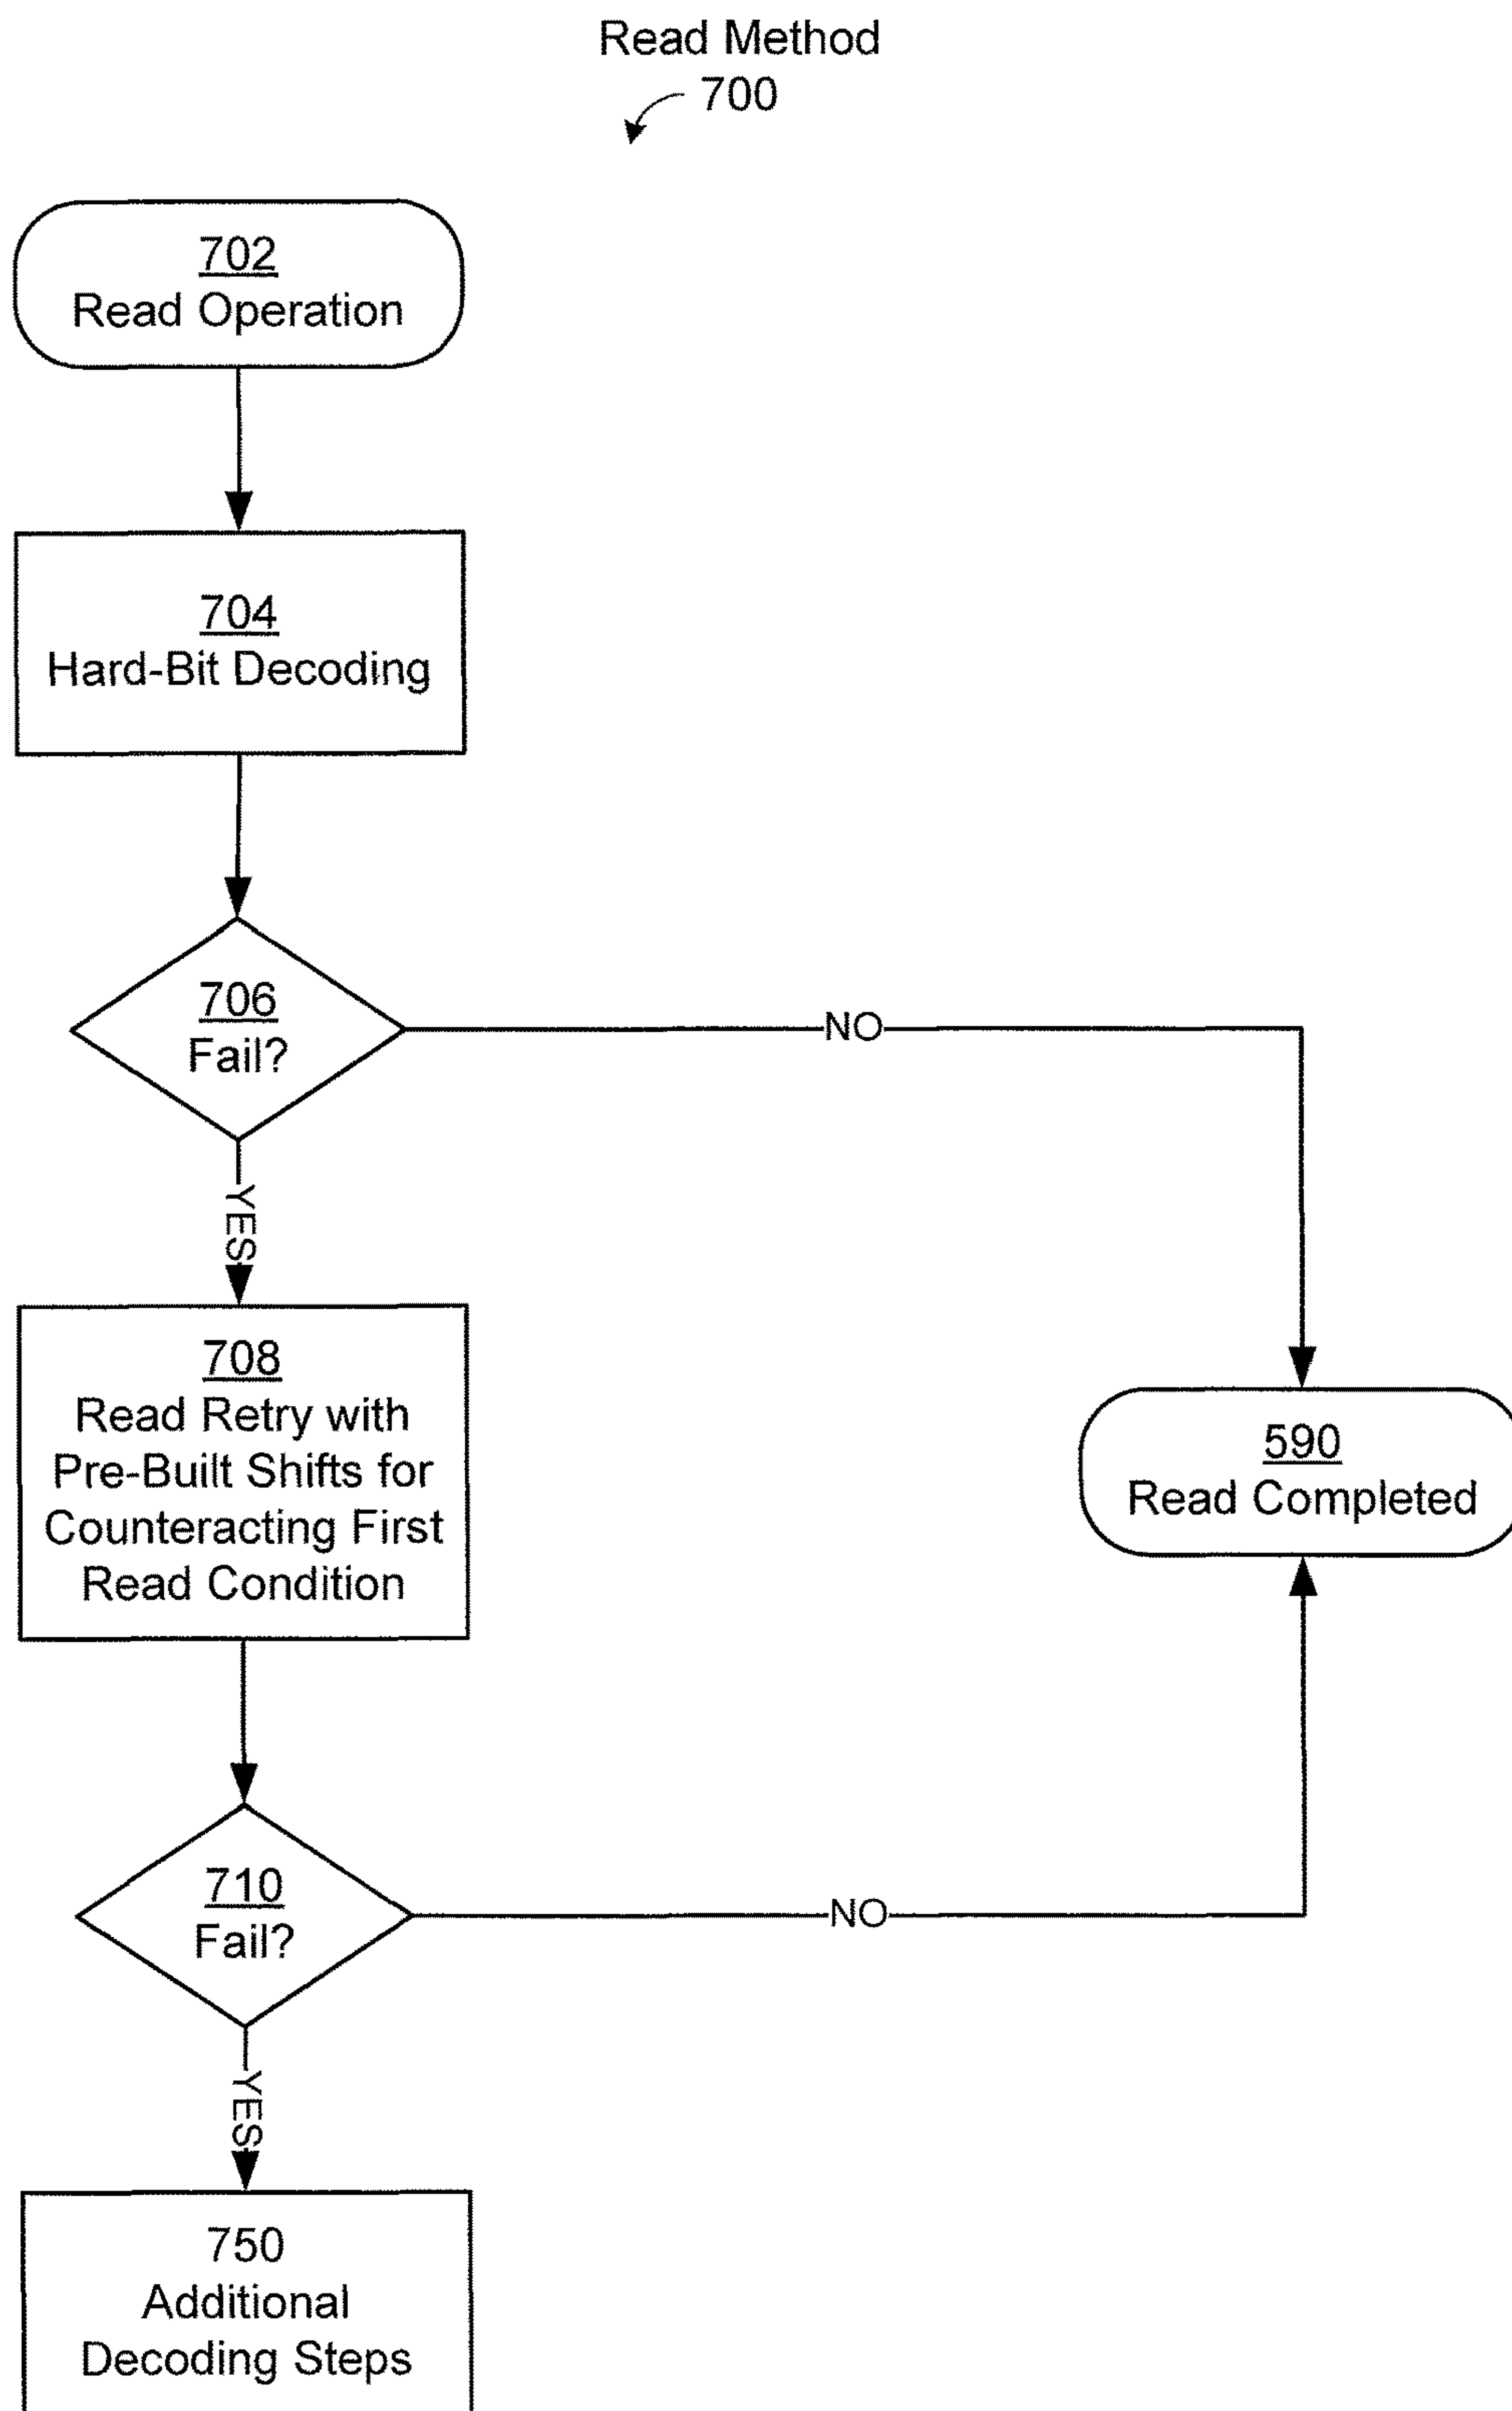 Read Method
700
702
Read Operation
704
Hard-Bit Decoding
706
Fail?
NO
YES
708
Read Retry with
Pre-Built Shifts for
Counteracting First
Read Condition
590
Read Completed
710
Fail?
NO
YES
750
Additional
Decoding Steps